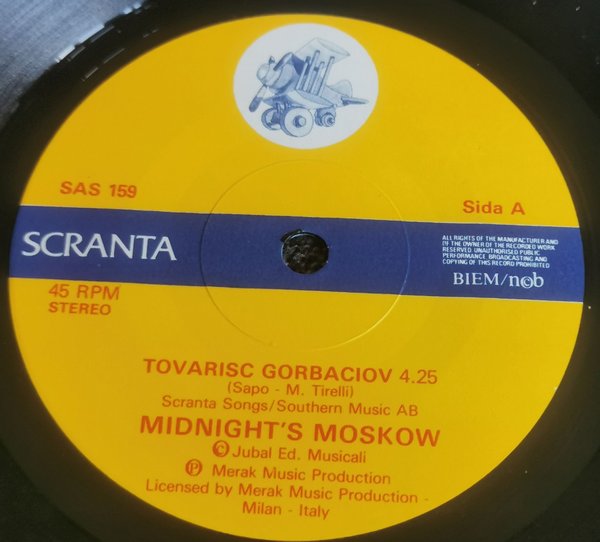 SAS 159
Sida A
SCRANTA
ALL RIGHTS OF THE MANUFACTURER AND
OF THE OWNER OF THE RECORDED WORK
RESERVED UNAUTHORISED PUBLIC
PERFORMANCE BROADCASTING AND
COPYING OF THIS RECORD PROHIBITED
BIEM/ncb
45 RPM
STEREO
TOVARISC GORBACIOV 4.25
(Sapo - M. Tirelli)
Scranta Songs/Southern Music AB
MIDNIGHT'S MOSKOW
© Jubal Ed. Musicali
℗ Merak Music Production
Licensed by Merak Music Production -
Milan - Italy